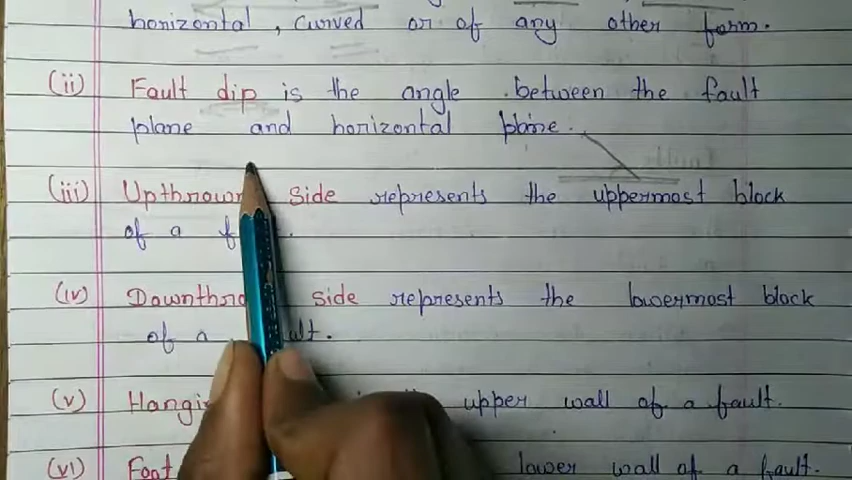 horizontal, curved or of any other form.
(ii) Fault dip is the angle between the fault
plane and horizontal plane.
(iii) Upthrown side represents the uppermost block
of a
(iv) side represents the lowermost block
of a
(v) upper wall of a fault.
(vi) lower wall of a fault.